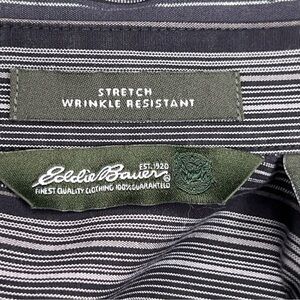 STRETCH
WRINKLE RESISTANT
EST. 1920
Eddie Bauer®
FINEST QUALITY CLOTHING 100% GUARANTEED